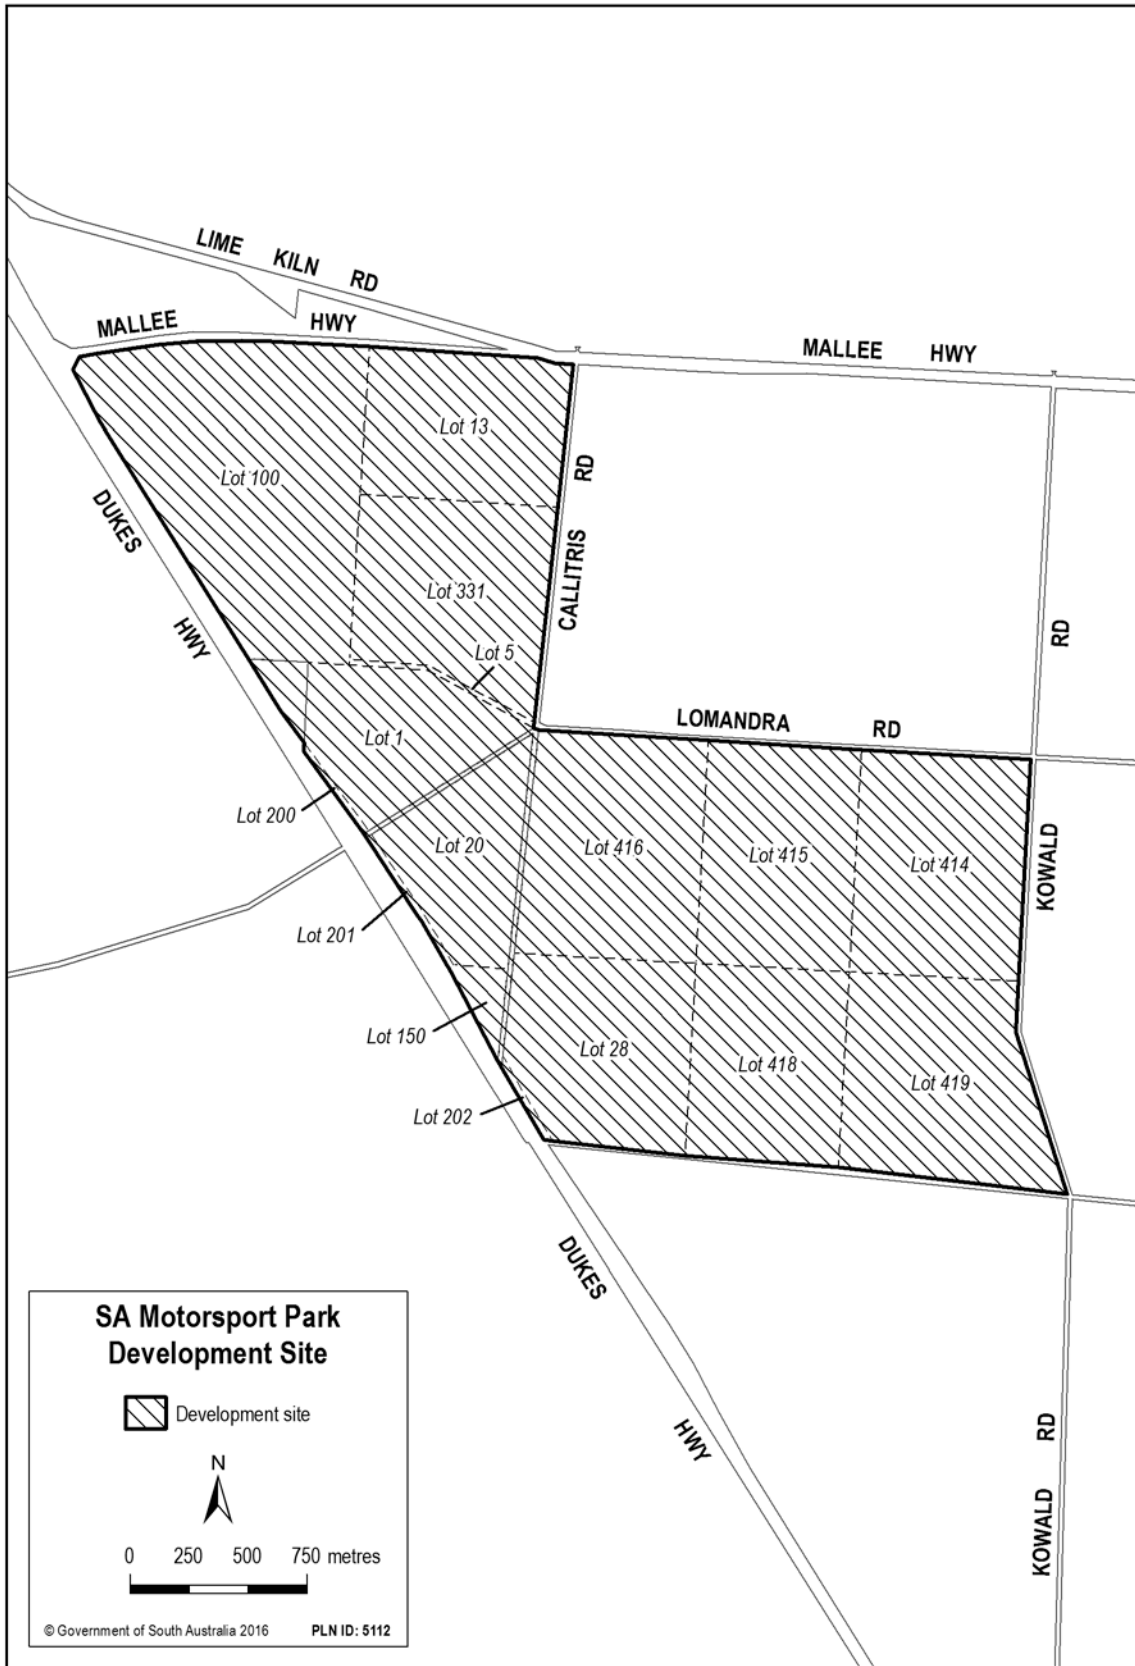 LIME KILN RD
MALLEE HWY
MALLEE HWY
Lot 13
Lot 100
RD
CALLITRIS
DUKES
HWY
Lot 331
RD
Lot 5
LOMANDRA RD
Lot 1
Lot 200
Lot 20
Lot 416
Lot 415
Lot 414
KOWALD
Lot 201
Lot 150
Lot 28
Lot 418
Lot 419
Lot 202
DUKES
HWY
RD
KOWALD
SA Motorsport Park
Development Site
Development site
N
0 250 500 750 metres
© Government of South Australia 2016 PLN ID: 5112